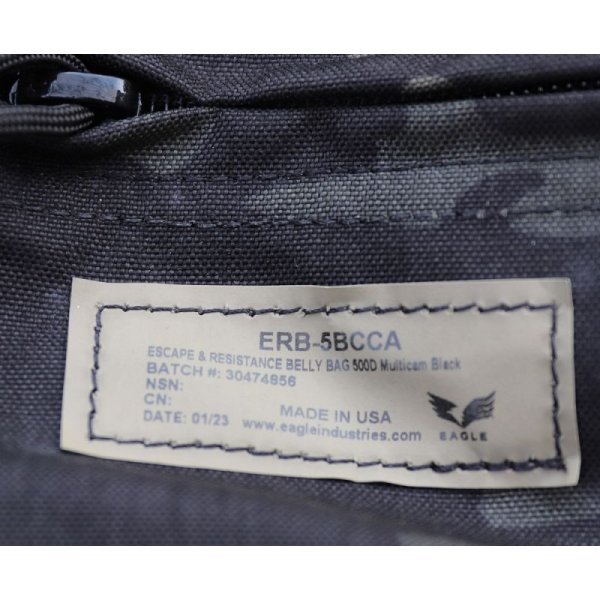 ERB-5BCCA
ESCAPE & RESISTANCE BELLY BAG 500D Multicam Black
BATCH #: 30474656
NSN:
CN:
DATE: 01/23
MADE IN USA
www.eagleindustries.com
EAGLE